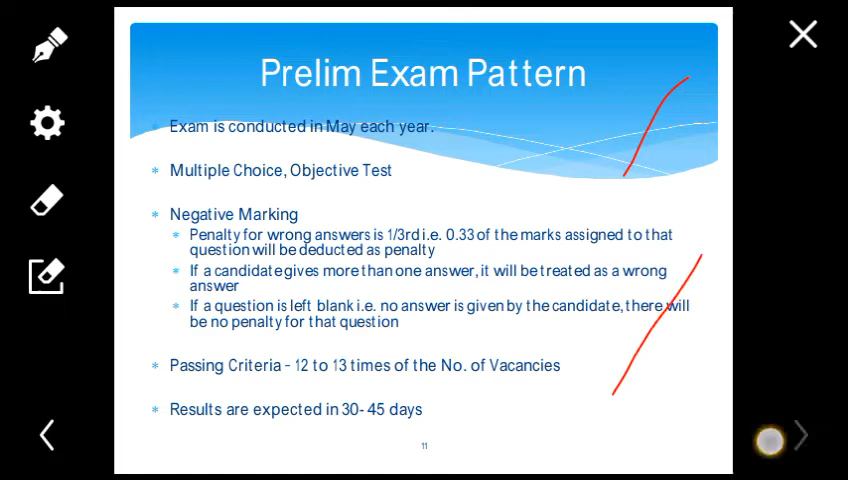 Prelim Exam Pattern
* Exam is conducted in May each year.
* Multiple Choice, Objective Test
* Negative Marking
* Penalty for wrong answers is 1/3rd i.e. 0.33 of the marks assigned to that
question will be deducted as penalty
* If a candidate gives more than one answer, it will be treated as a wrong
answer
* If a question is left blank i.e. no answer is given by the candidate, there will
be no penalty for that question
* Passing Criteria - 12 to 13 times of the No. of Vacancies
* Results are expected in 30- 45 days
11